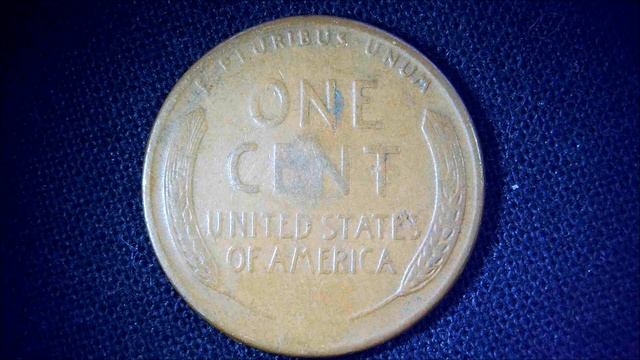 E PLURIBUS UNUM
ONE
CENT
UNITED STATES
OF AMERICA